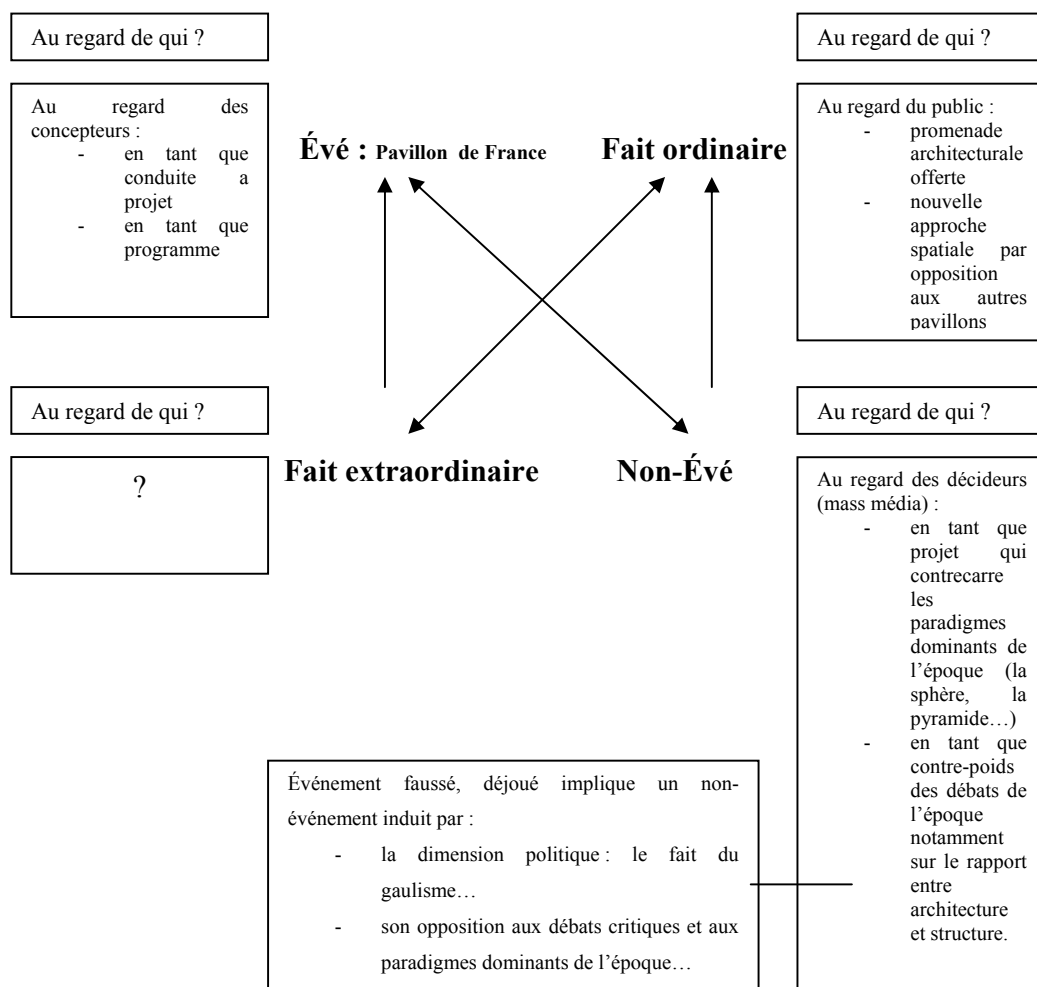 Au regard de qui ?
Au regard de qui ?
Au regard des
concepteurs :
- en tant que
conduite a
projet
- en tant que
programme
Évé : Pavillon de France
Fait ordinaire
Au regard du public :
- promenade
architecturale
offerte
- nouvelle
approche
spatiale par
opposition
aux autres
pavillons
Au regard de qui ?
Au regard de qui ?
?
Fait extraordinaire
Non-Évé
Au regard des décideurs
(mass média) :
- en tant que
projet qui
contrecarre
les
paradigmes
dominants de
l’époque (la
sphère, la
pyramide…)
- en tant que
contre-poids
des débats de
l’époque
notamment
sur le rapport
entre
architecture
et structure.
Événement faussé, déjoué implique un non-
événement induit par :
- la dimension politique : le fait du
gaulisme…
- son opposition aux débats critiques et aux
paradigmes dominants de l’époque…